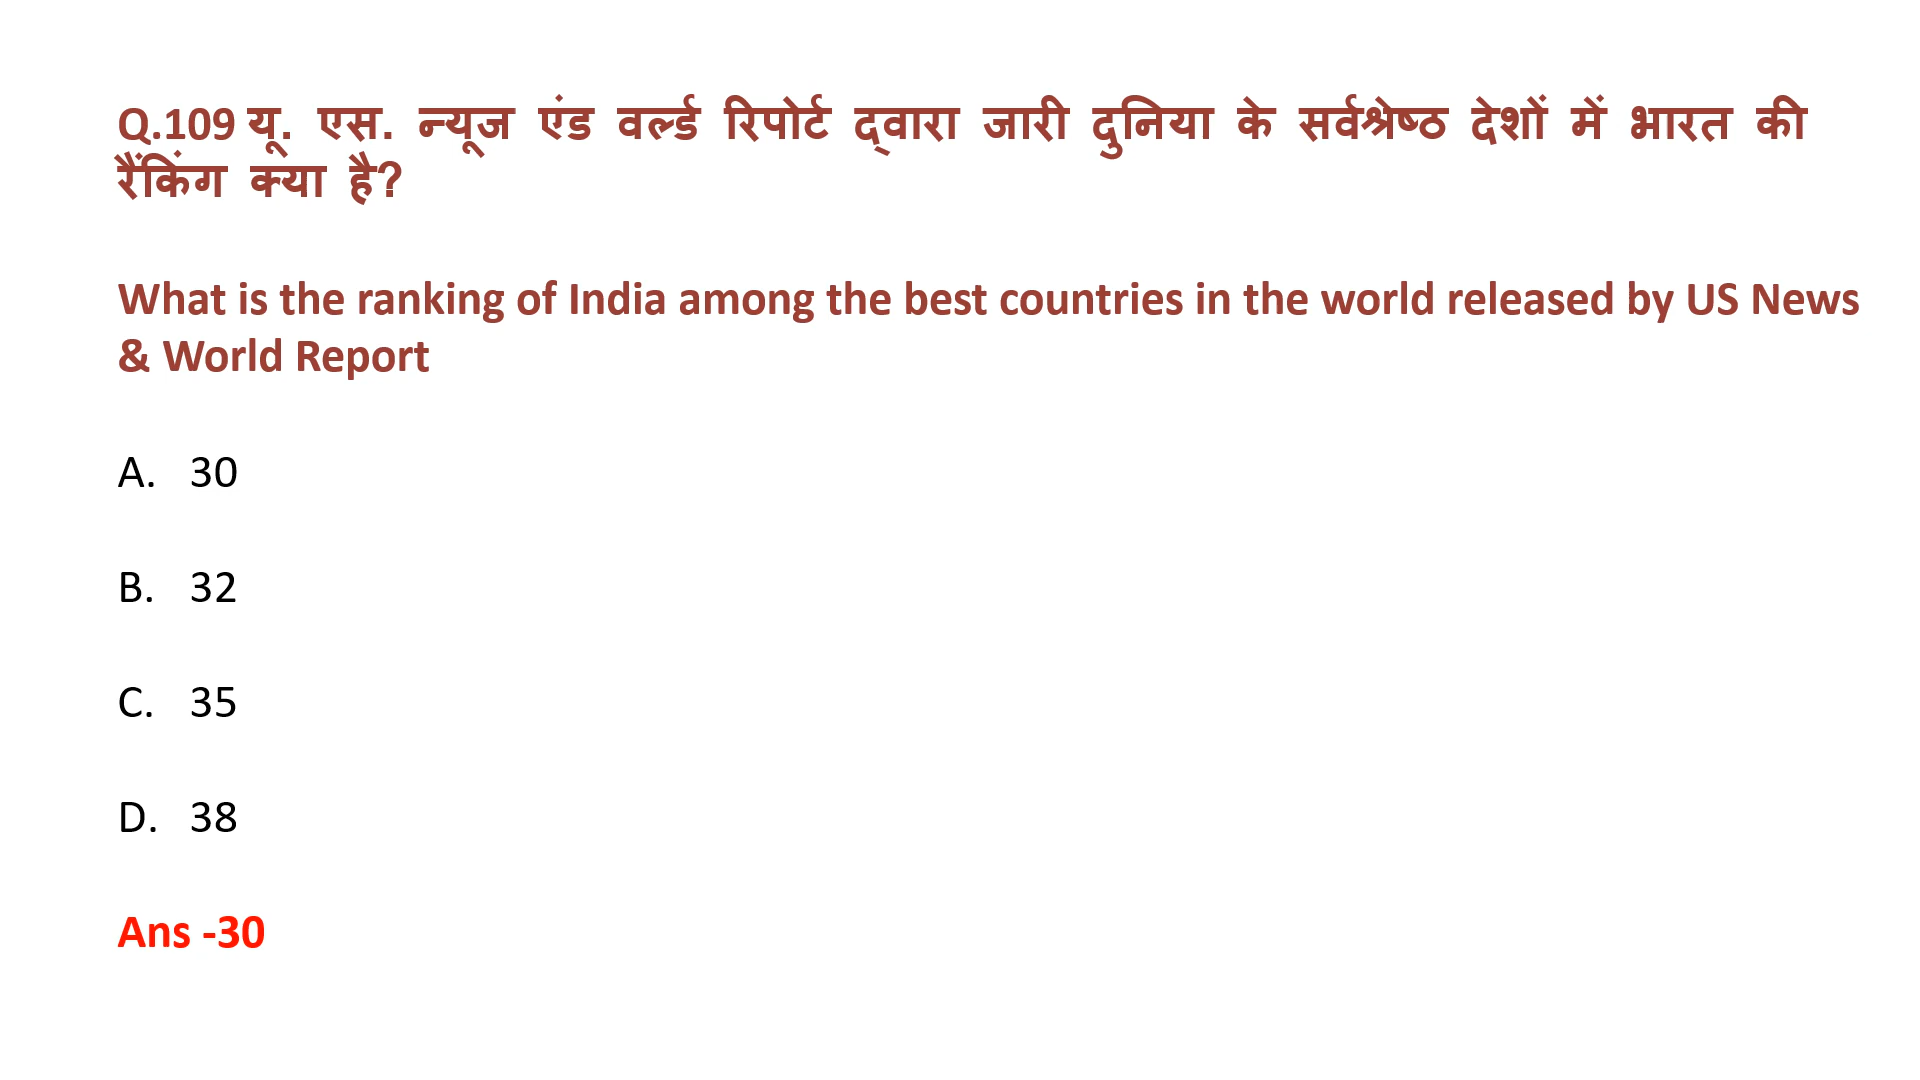 Q.109 यू. एस. न्यूज एंड वर्ल्ड रिपोर्ट द्वारा जारी दुनिया के सर्वश्रेष्ठ देशों में भारत की
रैंकिंग क्या है?
What is the ranking of India among the best countries in the world released by US News
& World Report
A. 30
B. 32
C. 35
D. 38
Ans -30